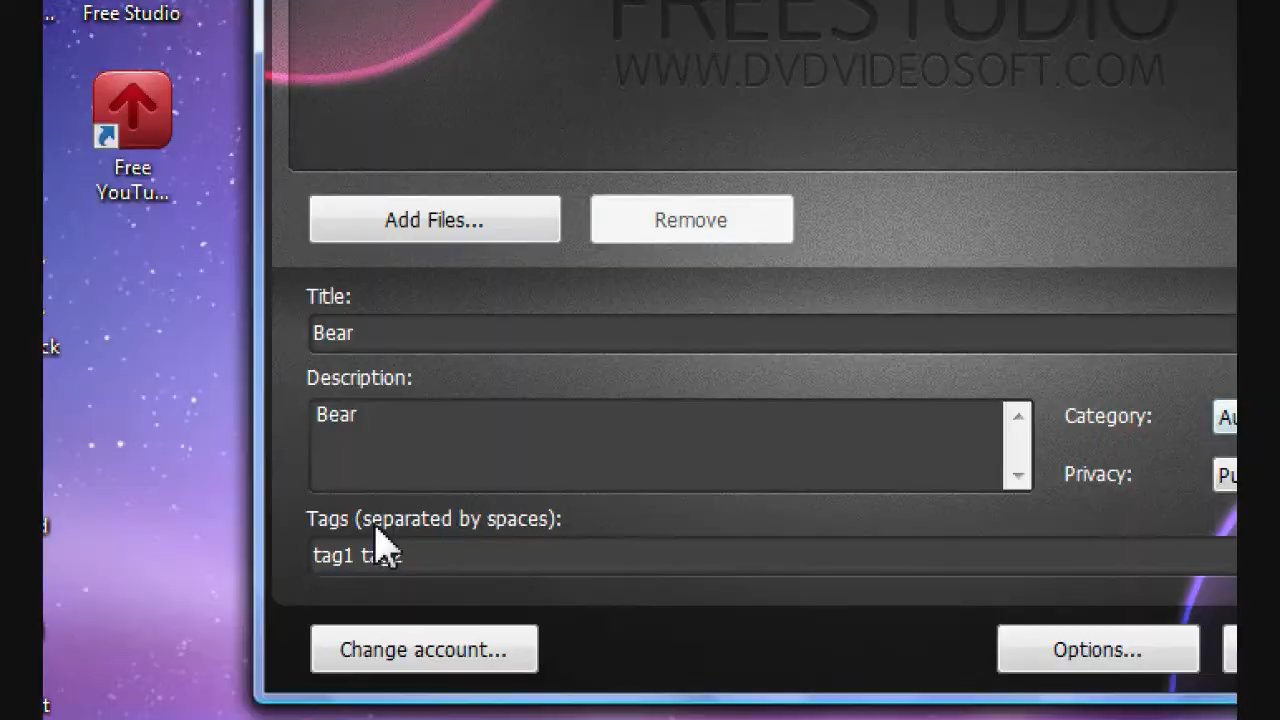 Free Studio
FREESTUDIO
WWW.DVDVIDEOSOFT.COM
Free
YouTu...
Add Files...
Remove
Title:
Bear
Description:
Bear
Category:
Privacy:
Tags (separated by spaces):
tag1
Change account...
Options...